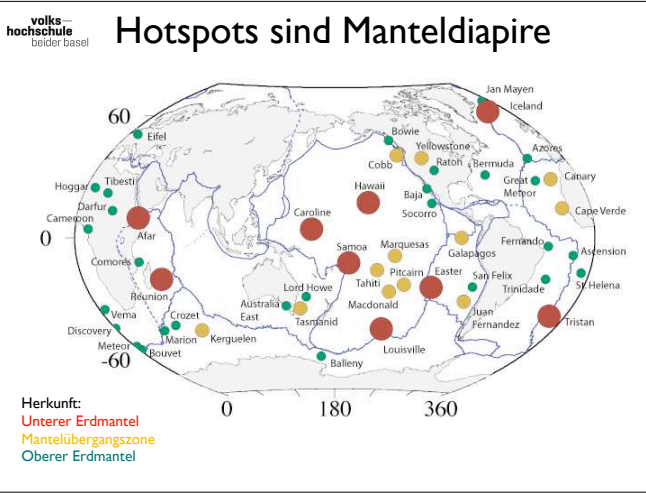 volks—
hochschule
beider basel
Hotspots sind Manteldiapire
Jan Mayen
Iceland
60
Bowie
Eifel
Yellowstone
Azores
Cobb
Ratoh
Bermuda
Hoggar
Tibesti
Great
Meteor
Canary
Hawaii
Baja
Darfur
Socorro
Cape Verde
Cameroon
Caroline
0
Afar
Samoa
Marquesas
Galapagos
Fernando
Ascension
Comores
Pitcairn
Easter
San Felix
Tahiti
St. Helena
Reunion
Lord Howe
Trinidade
Australia
East
Macdonald
Verna
Crozet
Tasmanid
Juan
Fernandez
Tristan
Discovery
Marion
Kerguelen
Meteor
Bouvet
Louisville
-60
Balleny
0
180
360
Herkunft:
Unterer Erdmantel
Mantelübergangszone
Oberer Erdmantel